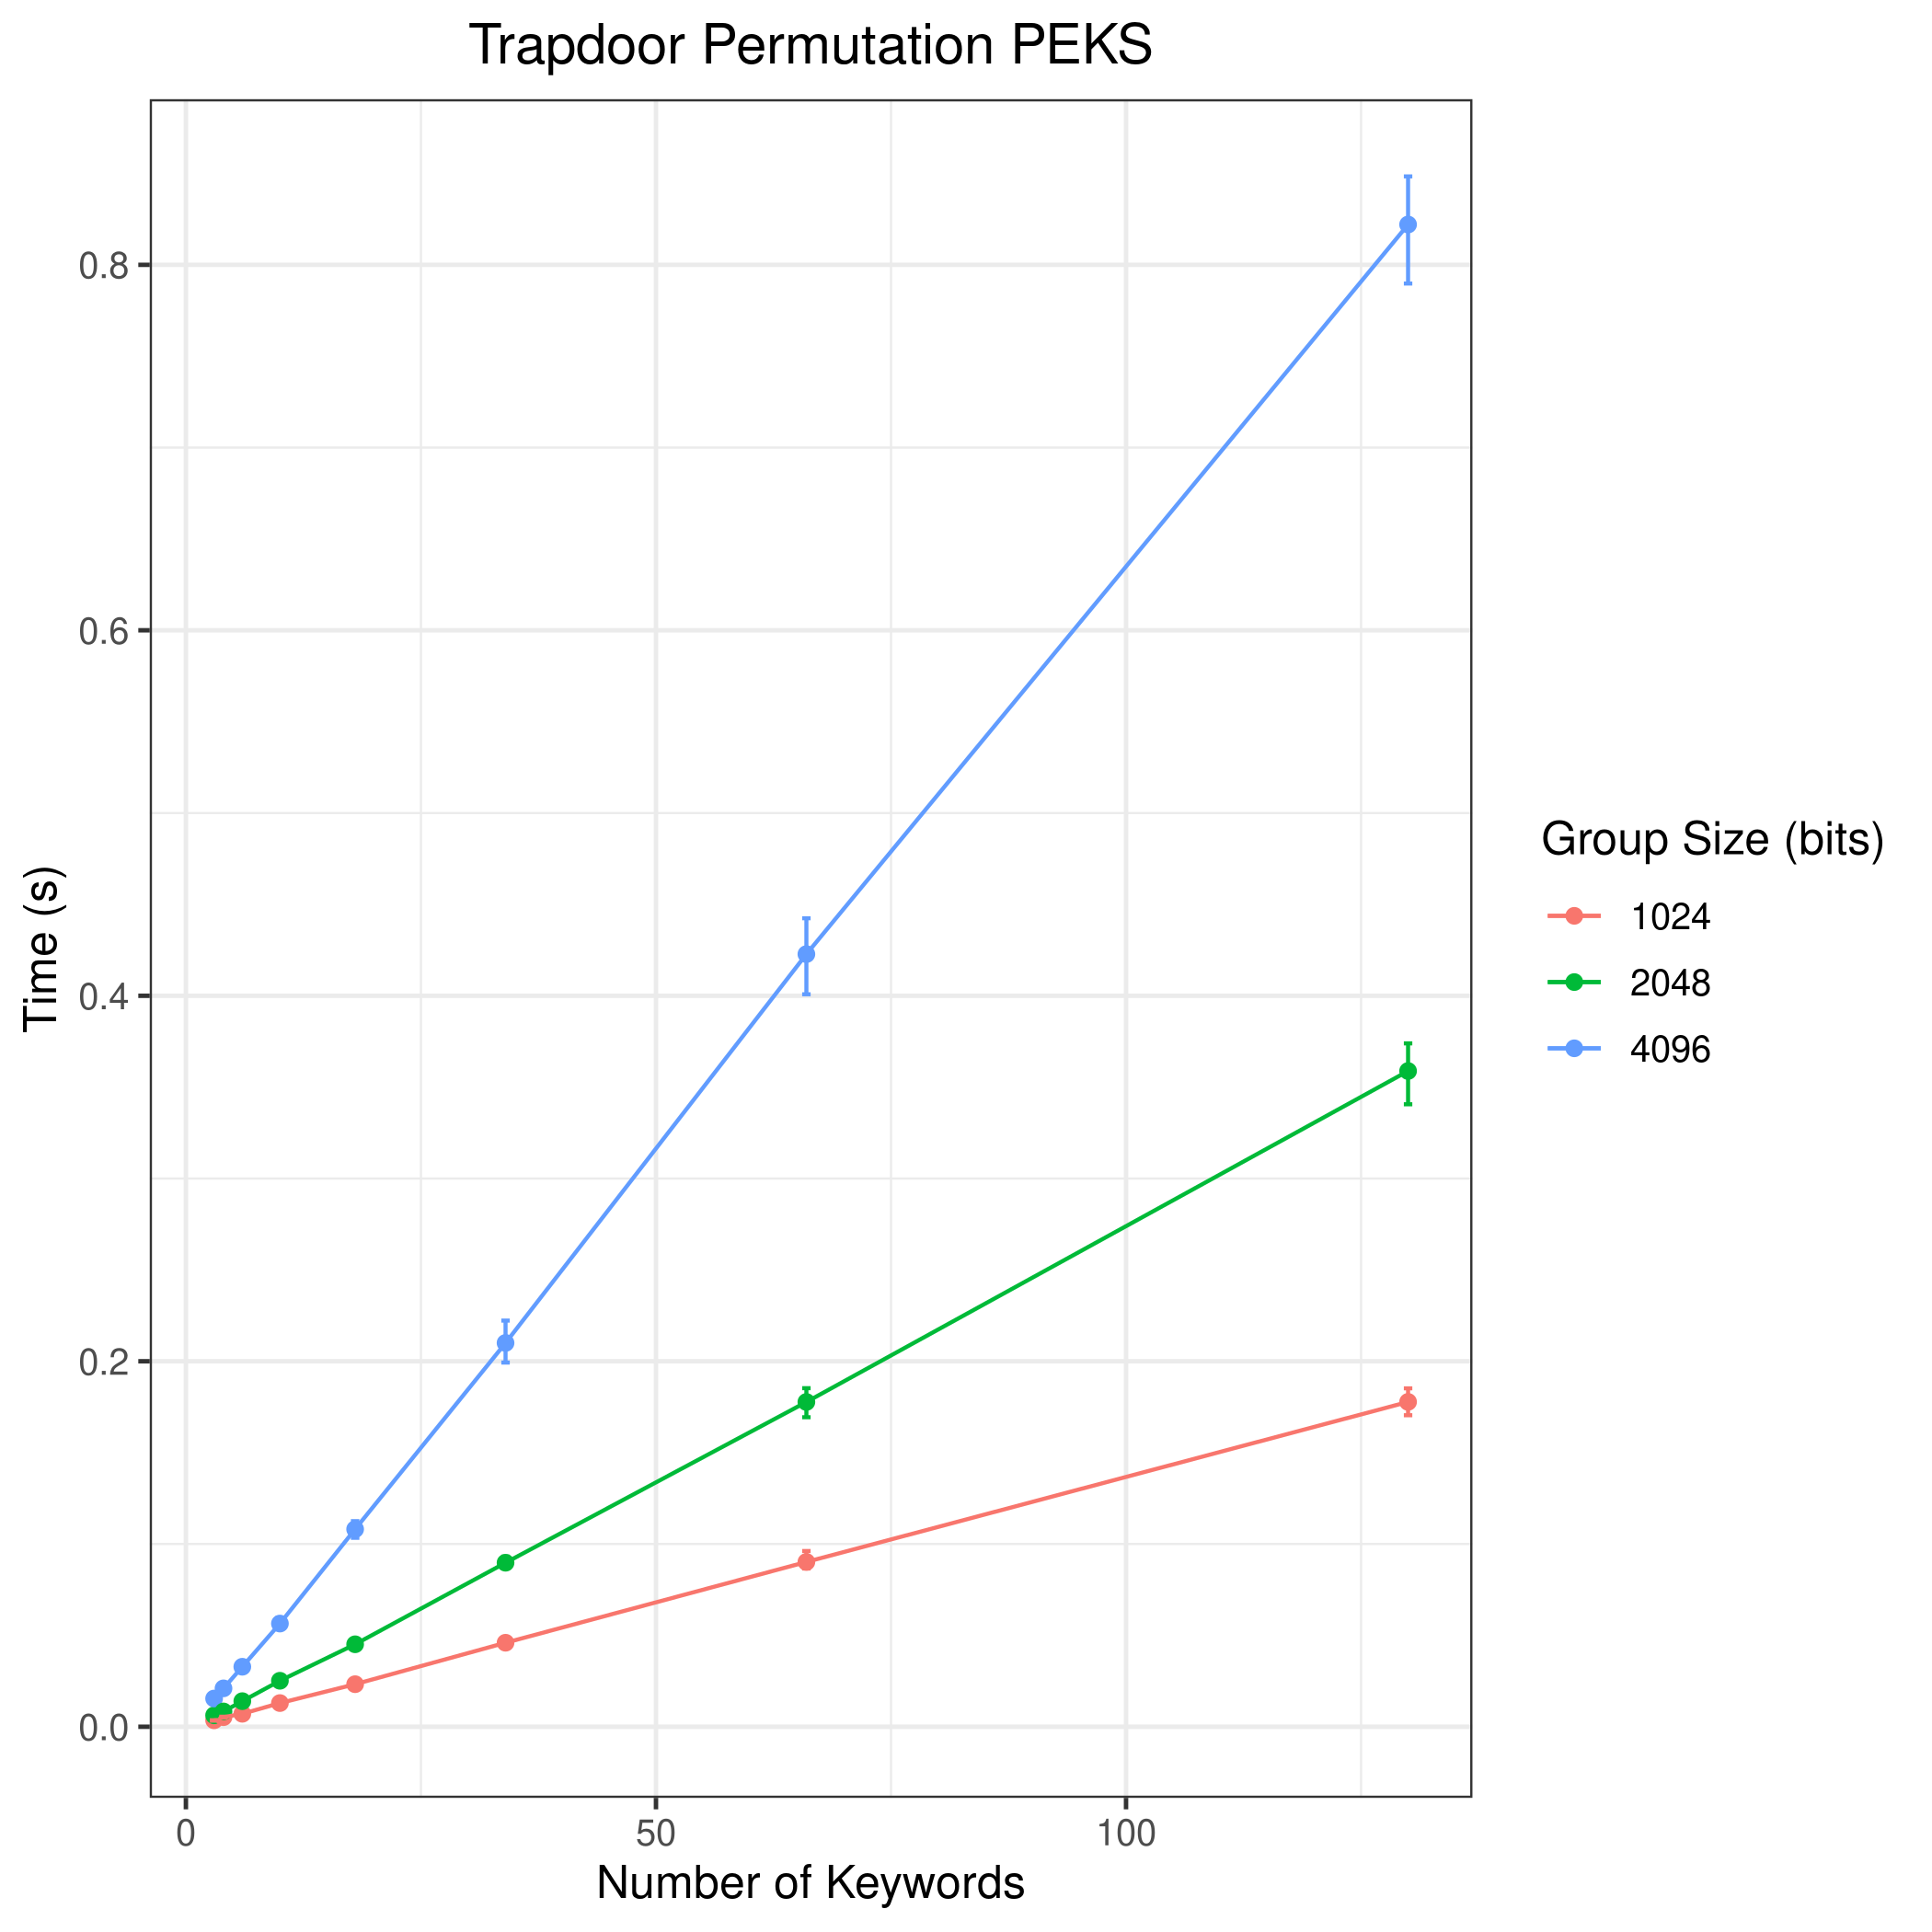 Trapdoor Permutation PEKS
0.8
0.6
0.4
0.2
0.0
Time (s)
0 50 100
Number of Keywords
Group Size (bits)
1024
2048
4096